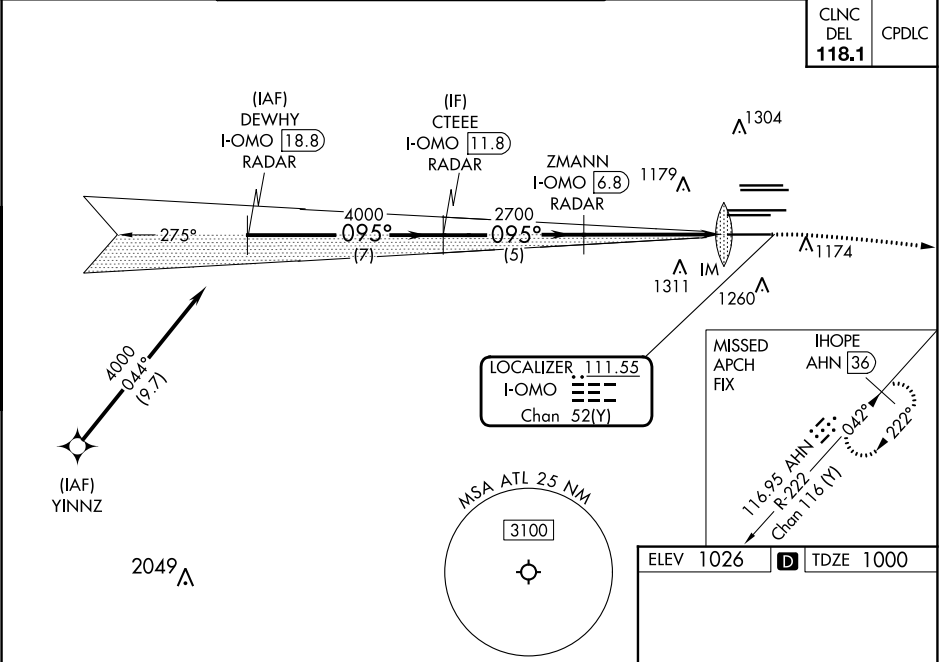 CLNC
DEL
118.1
CPDLC
(IAF)
DEWHY
I-OMO 18.8
RADAR
(IF)
CTEEE
I-OMO 11.8
RADAR
ZMANN
I-OMO 6.8
RADAR
1304
1179
275°
4000
095°
(7)
2700
095°
(5)
1311
IM
1260
1174
4000
044°
(9.7)
(IAF)
YINNZ
LOCALIZER 111.55
I-OMO
Chan 52(Y)
MISSED
APCH
FIX
IHOPE
AHN 36
042°
222°
116.95 AHN
R-222
Chan 116 (Y)
MSA ATL 25 NM
3100
2049
ELEV 1026 D TDZE 1000